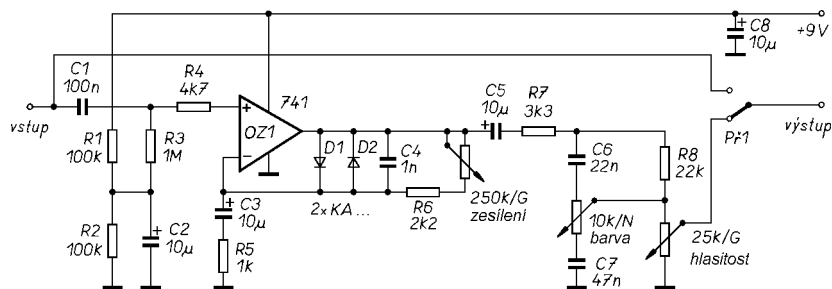 C8
10µ
+9V
C1
100n
R4
4k7
741
vstup
+
OZ1
−
C5
10µ
+
R7
3k3
Př1
výstup
R1
100k
R3
1M
D1
D2
C4
1n
C6
22n
R8
22k
250k/G
zesílení
R2
100k
+
C2
10µ
+
C3
10µ
2x KA...
R6
2k2
10k/N
barva
25k/G
hlasitost
R5
1k
C7
47n
+